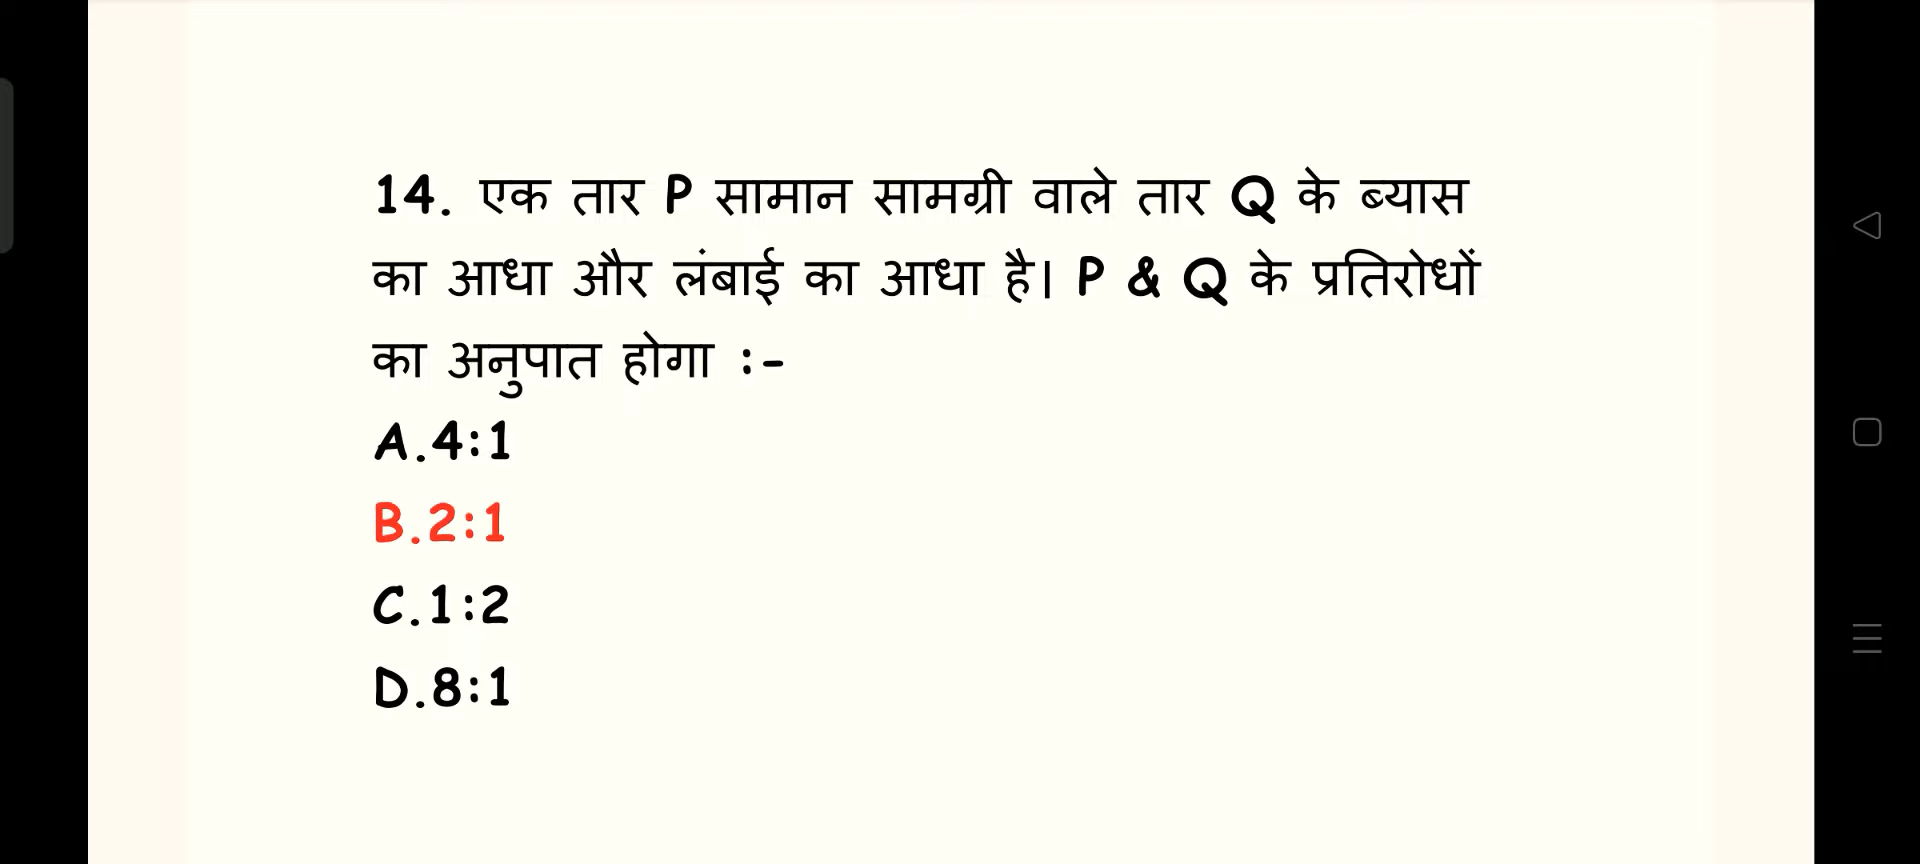 14. एक तार P सामान सामग्री वाले तार Q के ब्यास
का आधा और लंबाई का आधा है। P & Q के प्रतिरोधों
का अनुपात होगा :-
A.4:1
B.2:1
C.1:2
D.8:1